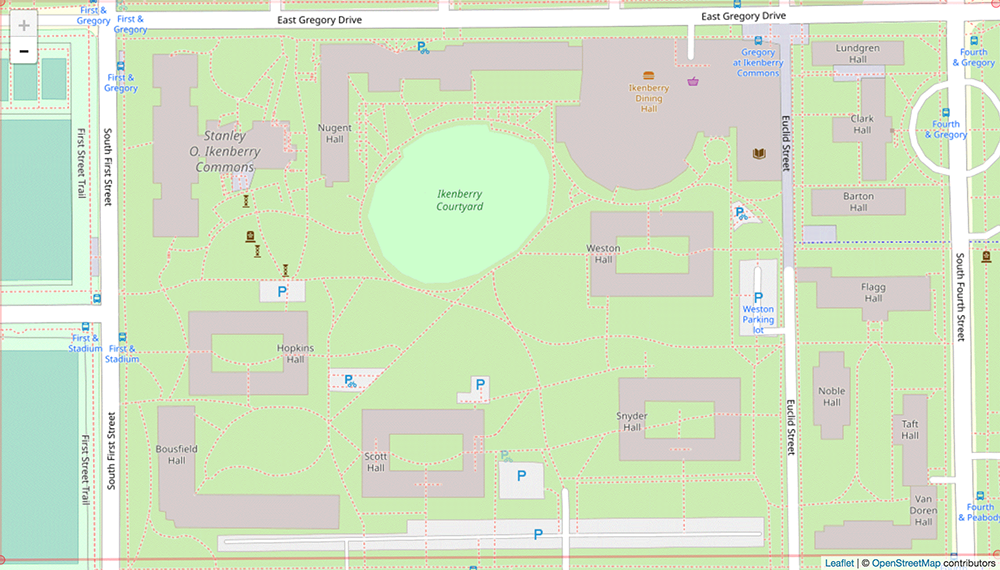 First &
Gregory
First &
Gregory
East Gregory Drive
East Gregory Drive
+
−
First &
Gregory
P
Gregory
at Ikenberry
Commons
Lundgren
Hall
Fourth
& Gregory
Ikenberry
Dining
Hall
Nugent
Hall
Stanley
O. Ikenberry
Commons
Clark
Hall
Fourth
& Gregory
First Street Trail
South First Street
Euclid Street
Ikenberry
Courtyard
Barton
Hall
P
Weston
Hall
P
P
Weston
Parking
lot
Flagg
Hall
South Fourth Street
First &
Stadium
First &
Stadium
Hopkins
Hall
P
P
Noble
Hall
Snyder
Hall
Scott
Hall
Bousfield
Hall
Taft
Hall
First Street Trail
South First Street
Euclid Street
P
P
Van
Doren
Hall
Fourth
& Peabody
P
Leaflet | © OpenStreetMap contributors